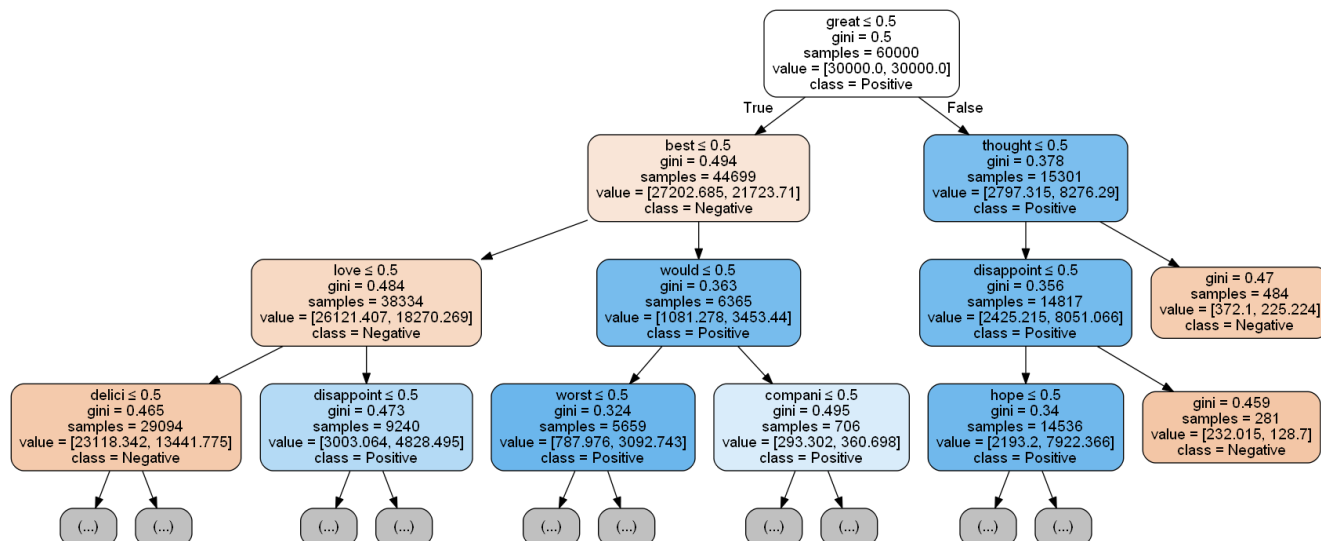 great ≤ 0.5
gini = 0.5
samples = 60000
value = [30000.0, 30000.0]
class = Positive
True
False
best ≤ 0.5
gini = 0.494
samples = 44699
value = [27202.685, 21723.71]
class = Negative
thought ≤ 0.5
gini = 0.378
samples = 15301
value = [2797.315, 8276.29]
class = Positive
love ≤ 0.5
gini = 0.484
samples = 38334
value = [26121.407, 18270.269]
class = Negative
would ≤ 0.5
gini = 0.363
samples = 6365
value = [1081.278, 3453.44]
class = Positive
disappoint ≤ 0.5
gini = 0.356
samples = 14817
value = [2425.215, 8051.066]
class = Positive
gini = 0.47
samples = 484
value = [372.1, 225.224]
class = Negative
delici ≤ 0.5
gini = 0.465
samples = 29094
value = [23118.342, 13441.775]
class = Negative
disappoint ≤ 0.5
gini = 0.473
samples = 9240
value = [3003.064, 4828.495]
class = Positive
worst ≤ 0.5
gini = 0.324
samples = 5659
value = [787.976, 3092.743]
class = Positive
compani ≤ 0.5
gini = 0.495
samples = 706
value = [293.302, 360.698]
class = Positive
hope ≤ 0.5
gini = 0.34
samples = 14536
value = [2193.2, 7922.366]
class = Positive
gini = 0.459
samples = 281
value = [232.015, 128.7]
class = Negative
(...)
(...)
(...)
(...)
(...)
(...)
(...)
(...)
(...)
(...)